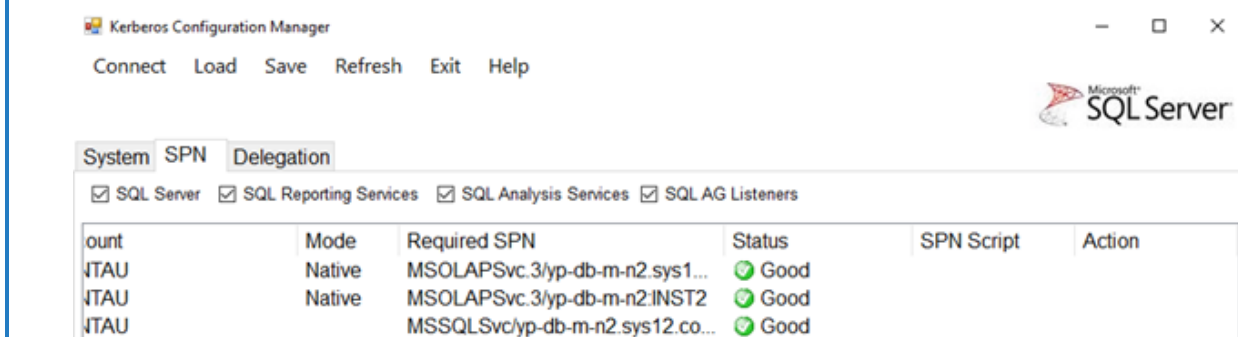 Kerberos Configuration Manager
Connect Load Save Refresh Exit Help
Microsoft®
SQL Server
System SPN Delegation
SQL Server SQL Reporting Services SQL Analysis Services SQL AG Listeners
ount Mode Required SPN Status SPN Script Action
NTAU Native MSOLAPSvc.3/yp-db-m-n2.sys1... Good
NTAU Native MSOLAPSvc.3/yp-db-m-n2:INST2 Good
NTAU MSSQLSvc/yp-db-m-n2.sys12.co... Good